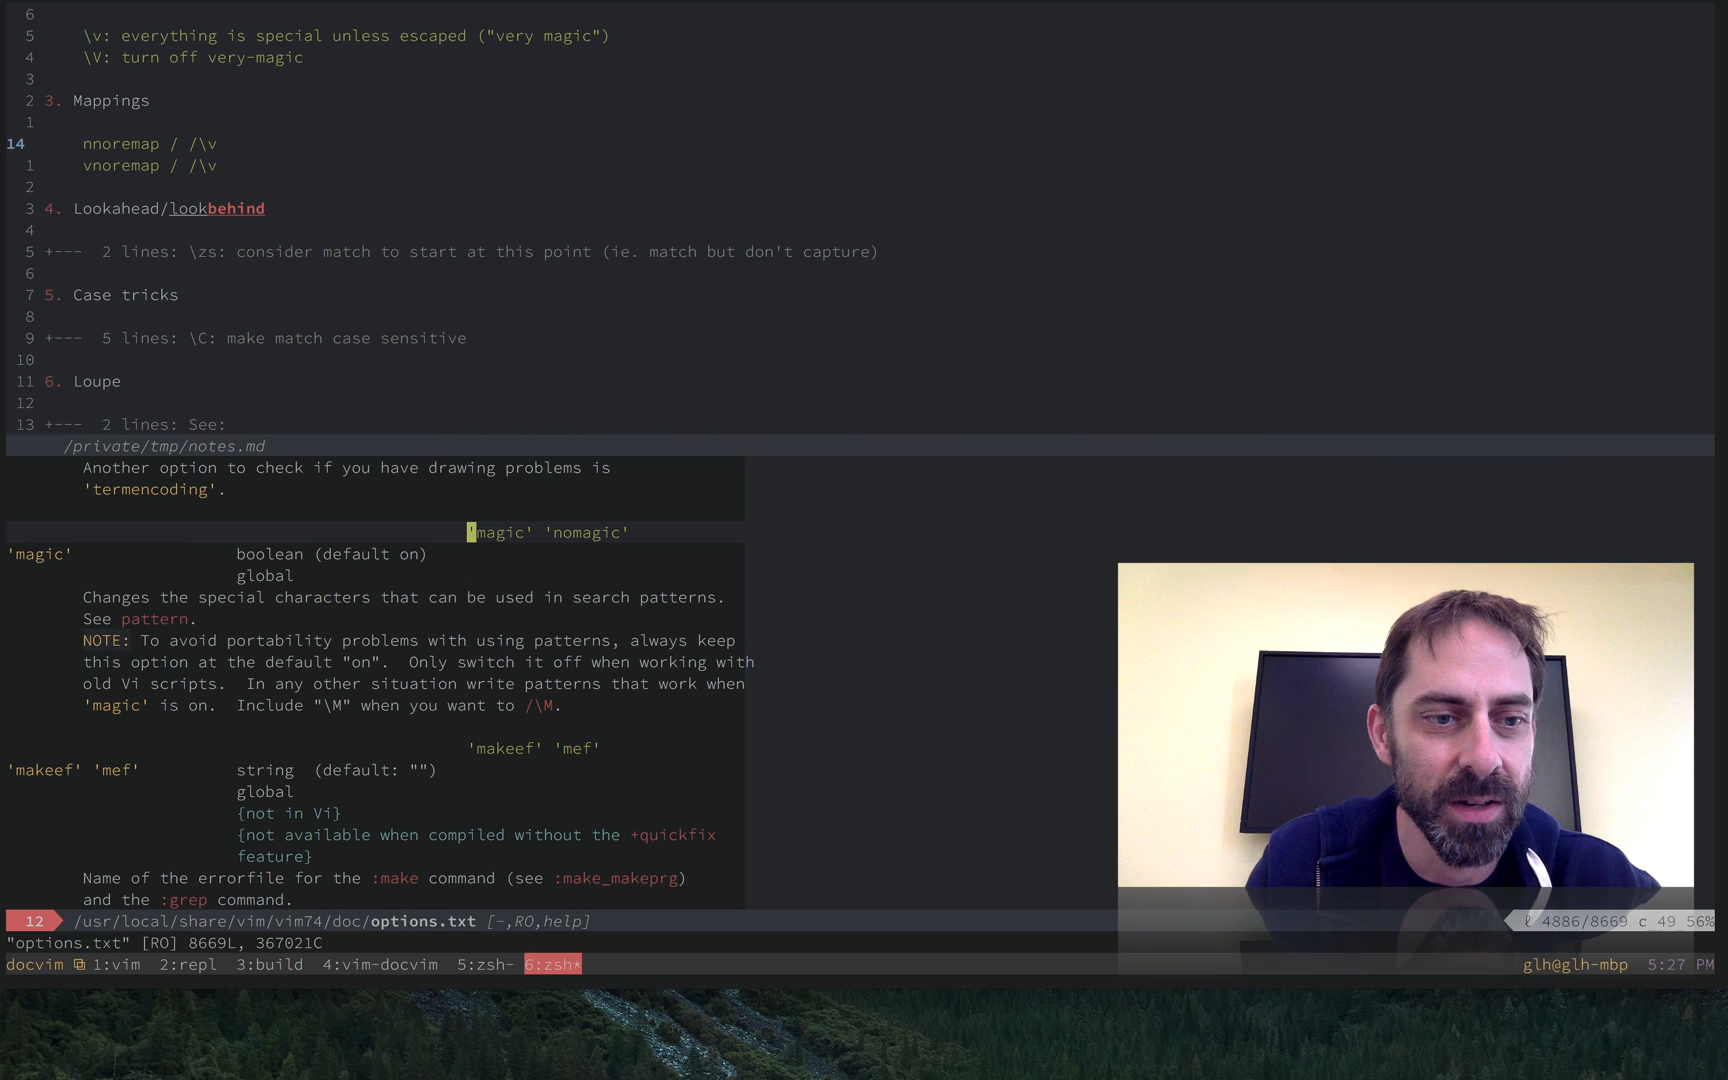 6
5 \v: everything is special unless escaped ("very magic")
4 \V: turn off very-magic
3
2 3. Mappings
1
14 nnoremap / /\v
1 vnoremap / /\v
2
3 4. Lookahead/lookbehind
4
5 +--- 2 lines: \zs: consider match to start at this point (ie. match but don't capture)
6
7 5. Case tricks
8
9 +--- 5 lines: \C: make match case sensitive
10
11 6. Loupe
12
13 +--- 2 lines: See:
/private/tmp/notes.md
Another option to check if you have drawing problems is
'termencoding'.
'magic' 'nomagic'
'magic' boolean (default on)
global
Changes the special characters that can be used in search patterns.
See pattern.
NOTE: To avoid portability problems with using patterns, always keep
this option at the default "on". Only switch it off when working with
old Vi scripts. In any other situation write patterns that work when
'magic' is on. Include "\M" when you want to /\M.
'makeef' 'mef'
'makeef' 'mef' string (default: "")
global
{not in Vi}
{not available when compiled without the +quickfix
feature}
Name of the errorfile for the :make command (see :make_makeprg)
and the :grep command.
12 /usr/local/share/vim/vim74/doc/options.txt [-,RO,help] ℓ 4886/8669 c 49 56%
"options.txt" [RO] 8669L, 367021C
docvim 1:vim 2:repl 3:build 4:vim-docvim 5:zsh- 6:zsh* glh@glh-mbp 5:27 PM